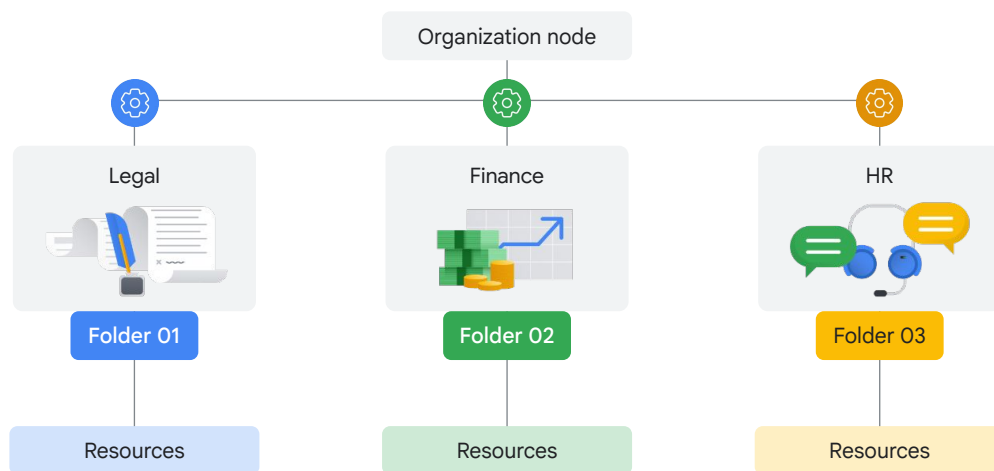 Organization node
Legal
Finance
HR
Folder 01
Folder 02
Folder 03
Resources
Resources
Resources